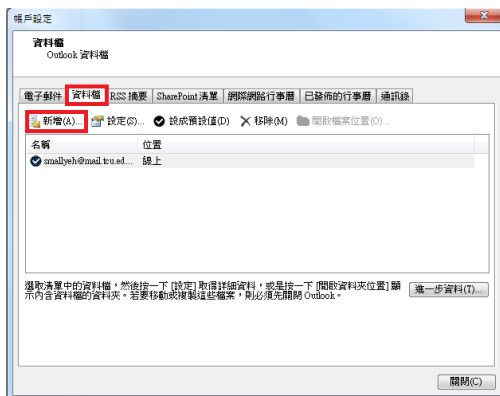 帳戶設定
資料檔
Outlook 資料檔
電子郵件 資料檔 RSS 摘要 SharePoint 清單 網際網路行事曆 已發佈的行事曆 通訊錄
新增(A)... 設定(S)... 設成預設值(D) 移除(M) 開啟檔案位置(O)...
名稱 位置
smallyeh@mail.tcu.ed... 線上
選取清單中的資料檔，然後按一下 [設定] 取得詳細資料，或是按一下 [開啟資料夾位置] 顯
示內含資料檔的資料夾。若要移動或複製這些檔案，則必須先關閉 Outlook。
進一步資料(T)...
關閉(C)